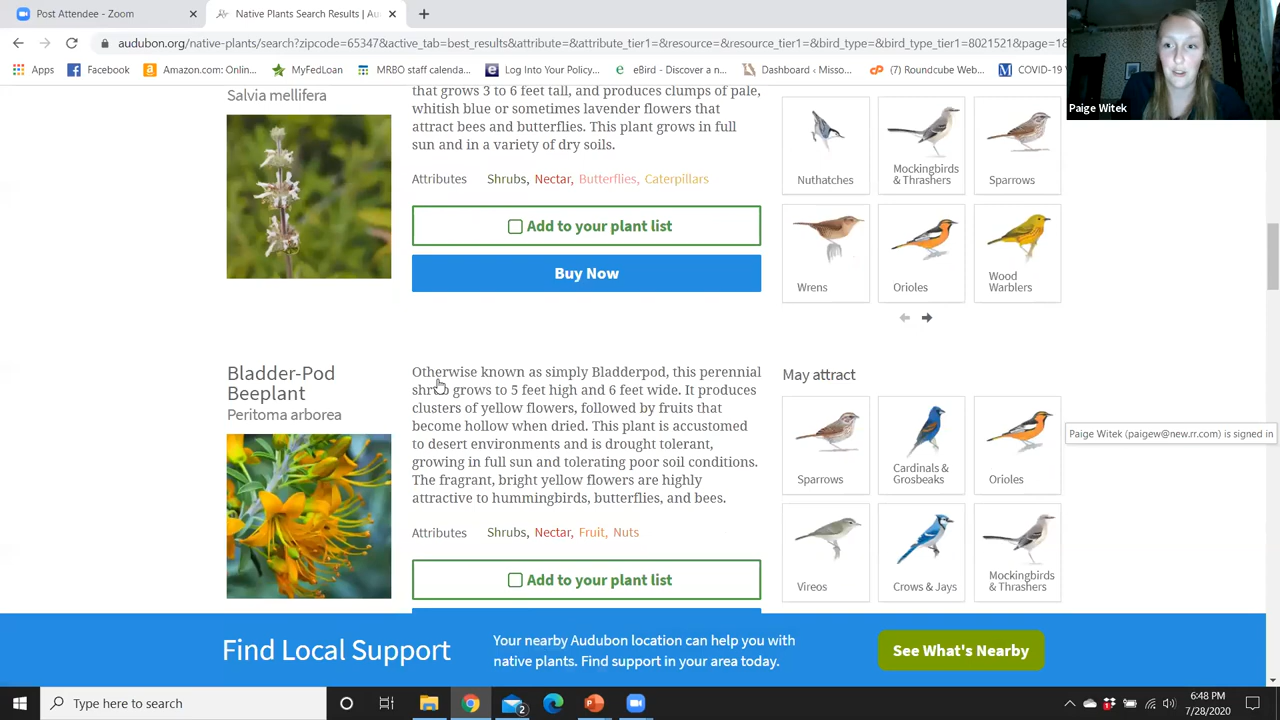 Post Attendee - Zoom
Native Plants Search Results | Au
audubon.org/native-plants/search?zipcode=65347&active_tab=best_results&attribute=&attribute_tier1=&resource=&resource_tier1=&bird_type=&bird_type_tier1=8021521&page=18
Apps
Facebook
Amazon.com: Onlin...
MyFedLoan
MRBO staff calenda...
Log Into Your Policy...
eBird - Discover a n...
Dashboard ‹ Misso...
(7) Roundcube Web...
COVID-19 V
Paige Witek
Salvia mellifera
that grows 3 to 6 feet tall, and produces clumps of pale,
whitish blue or sometimes lavender flowers that
attract bees and butterflies. This plant grows in full
sun and in a variety of dry soils.
Attributes Shrubs, Nectar, Butterflies, Caterpillars
Add to your plant list
Buy Now
Nuthatches
Mockingbirds
& Thrashers
Sparrows
Wrens
Orioles
Wood
Warblers
Bladder-Pod
Beeplant
Peritoma arborea
Otherwise known as simply Bladderpod, this perennial
shrub grows to 5 feet high and 6 feet wide. It produces
clusters of yellow flowers, followed by fruits that
become hollow when dried. This plant is accustomed
to desert environments and is drought tolerant,
growing in full sun and tolerating poor soil conditions.
The fragrant, bright yellow flowers are highly
attractive to hummingbirds, butterflies, and bees.
Attributes Shrubs, Nectar, Fruit, Nuts
Add to your plant list
May attract
Sparrows
Cardinals &
Grosbeaks
Orioles
Vireos
Crows & Jays
Mockingbirds
& Thrashers
Paige Witek (paigew@new.rr.com) is signed in
Find Local Support
Your nearby Audubon location can help you with
native plants. Find support in your area today.
See What's Nearby
Type here to search
2
6:48 PM
7/28/2020